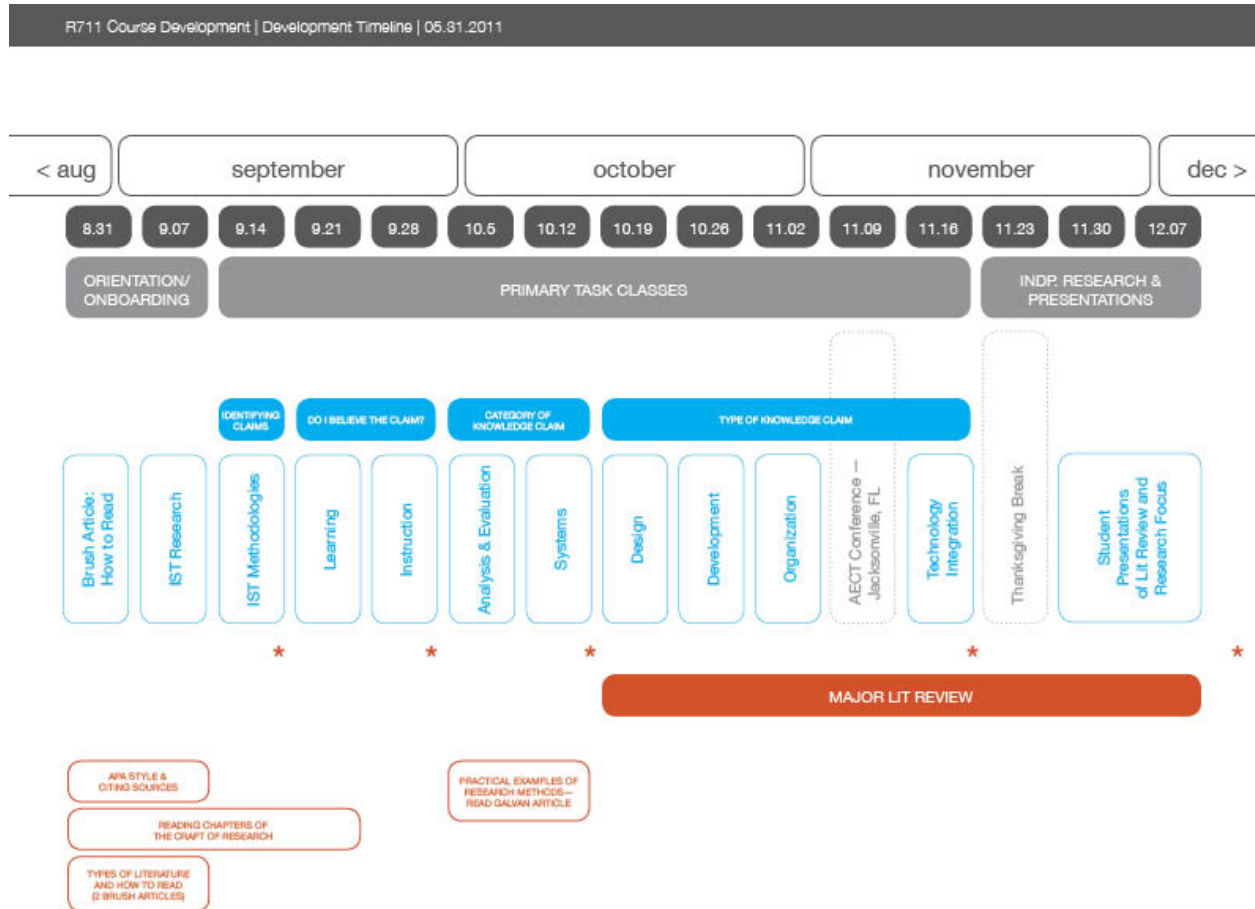 R711 Course Development | Development Timeline | 05.31.2011
< aug
september
october
november
dec >
8.31
9.07
9.14
9.21
9.28
10.5
10.12
10.19
10.26
11.02
11.09
11.16
11.23
11.30
12.07
ORIENTATION/
ONBOARDING
PRIMARY TASK CLASSES
INDP. RESEARCH &
PRESENTATIONS
IDENTIFYING
CLAIMS
DO I BELIEVE THE CLAIM?
CATEGORY OF
KNOWLEDGE CLAIM
TYPE OF KNOWLEDGE CLAIM
Brush Article:
How to Read
IST Research
IST Methodologies
Learning
Instruction
Analysis & Evaluation
Systems
Design
Development
Organization
AECT Conference —
Jacksonville, FL
Technology
Integration
Thanksgiving Break
Student
Presentations
of Lit Review and
Research Focus
*
*
*
*
*
MAJOR LIT REVIEW
APA STYLE &
CITING SOURCES
PRACTICAL EXAMPLES OF
RESEARCH METHODS—
READ GALVAN ARTICLE
READING CHAPTERS OF
THE CRAFT OF RESEARCH
TYPES OF LITERATURE
AND HOW TO READ
(2 BRUSH ARTICLES)